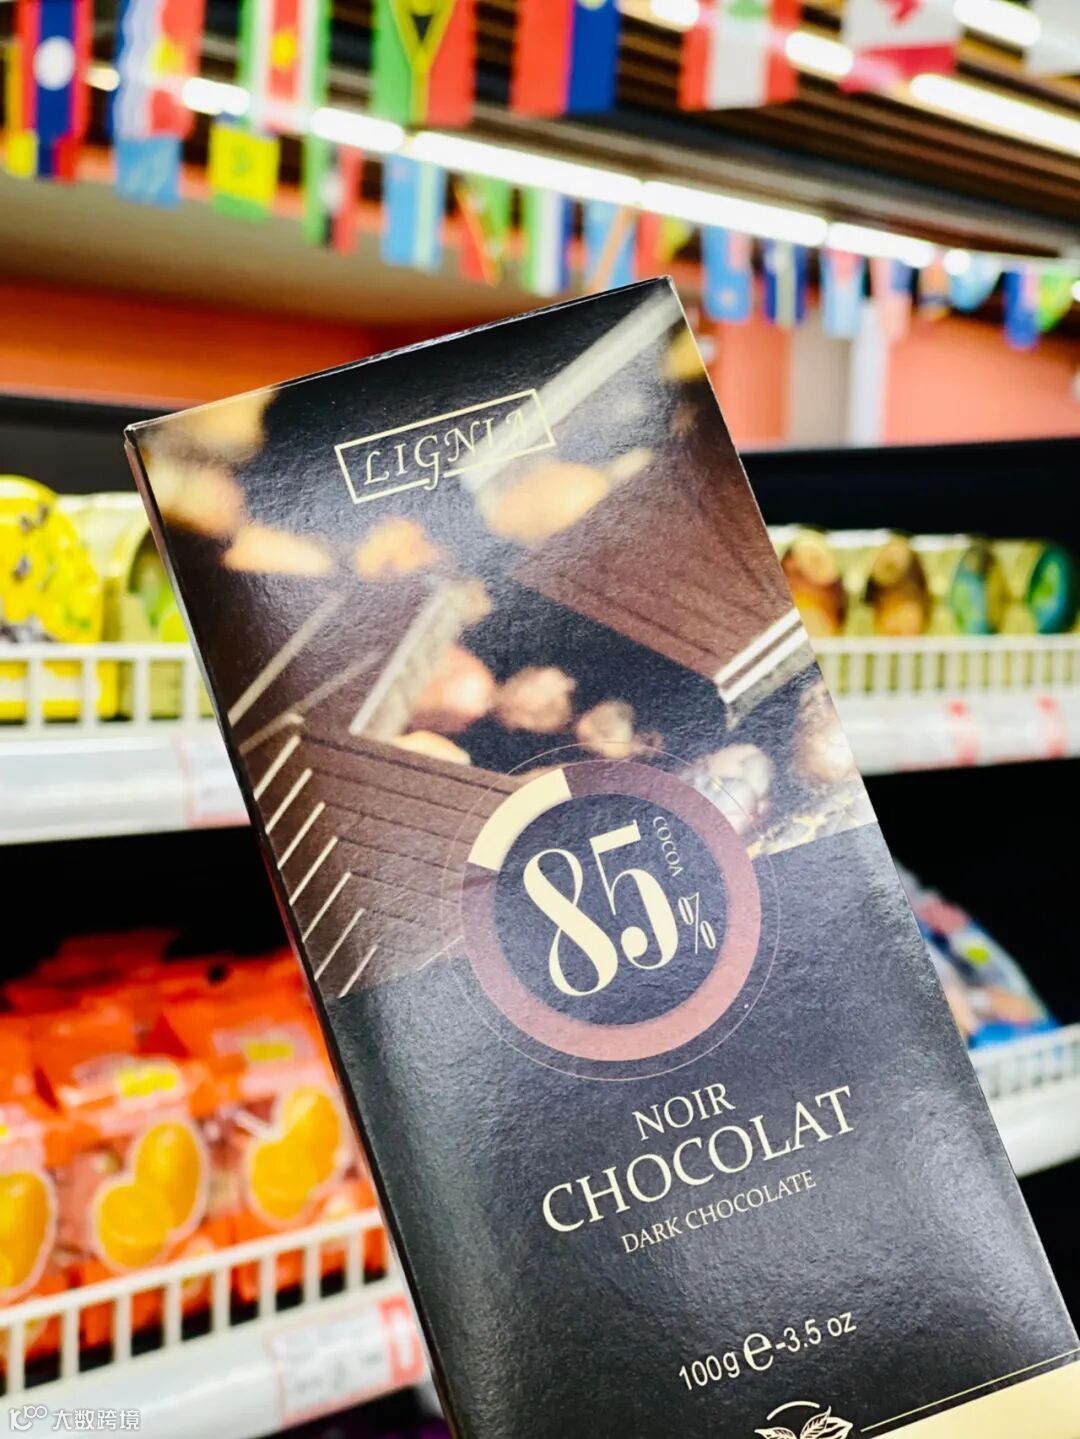 LIGNIA
85%
COCOA
NOIR
CHOCOLAT
DARK CHOCOLATE
100g e-3.5 oz
大数跨境